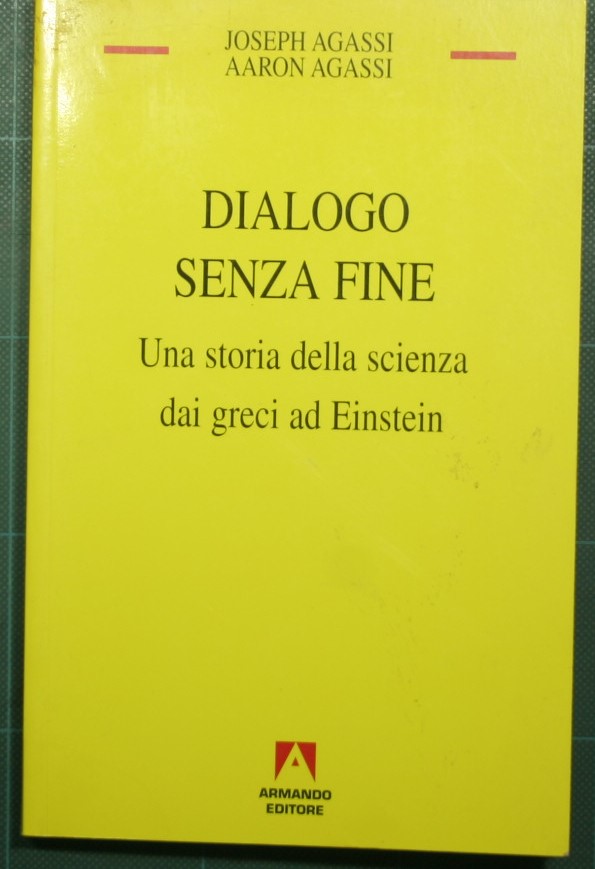 JOSEPH AGASSI
AARON AGASSI
DIALOGO
SENZA FINE
Una storia della scienza
dai greci ad Einstein
ARMANDO
EDITORE